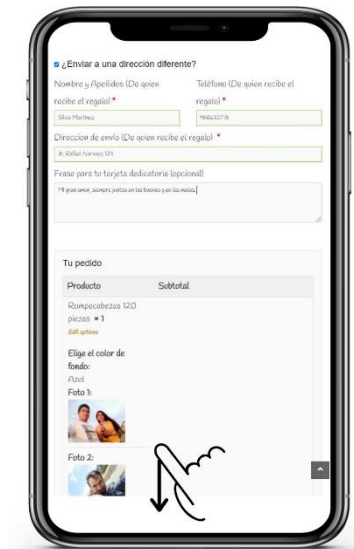 ¿Enviar a una dirección diferente?
Nombre y Apellidos (De quien recibe el regalo) *
Teléfono (De quien recibe el regalo) *
Silvia Martinez
Direccion de envio (De quien recibe el regalo) *
Jr. Rafael Narvaez 124
Frase para tu tarjeta dedicatoria (opcional)
Mi gran amor, siempre juntos en las buenas y en las malas.
Tu pedido
Producto Subtotal
Rompecabezas 120
piezas × 1
Edit options
Elige el color de
fondo:
Azul
Foto 1:
Foto 2: